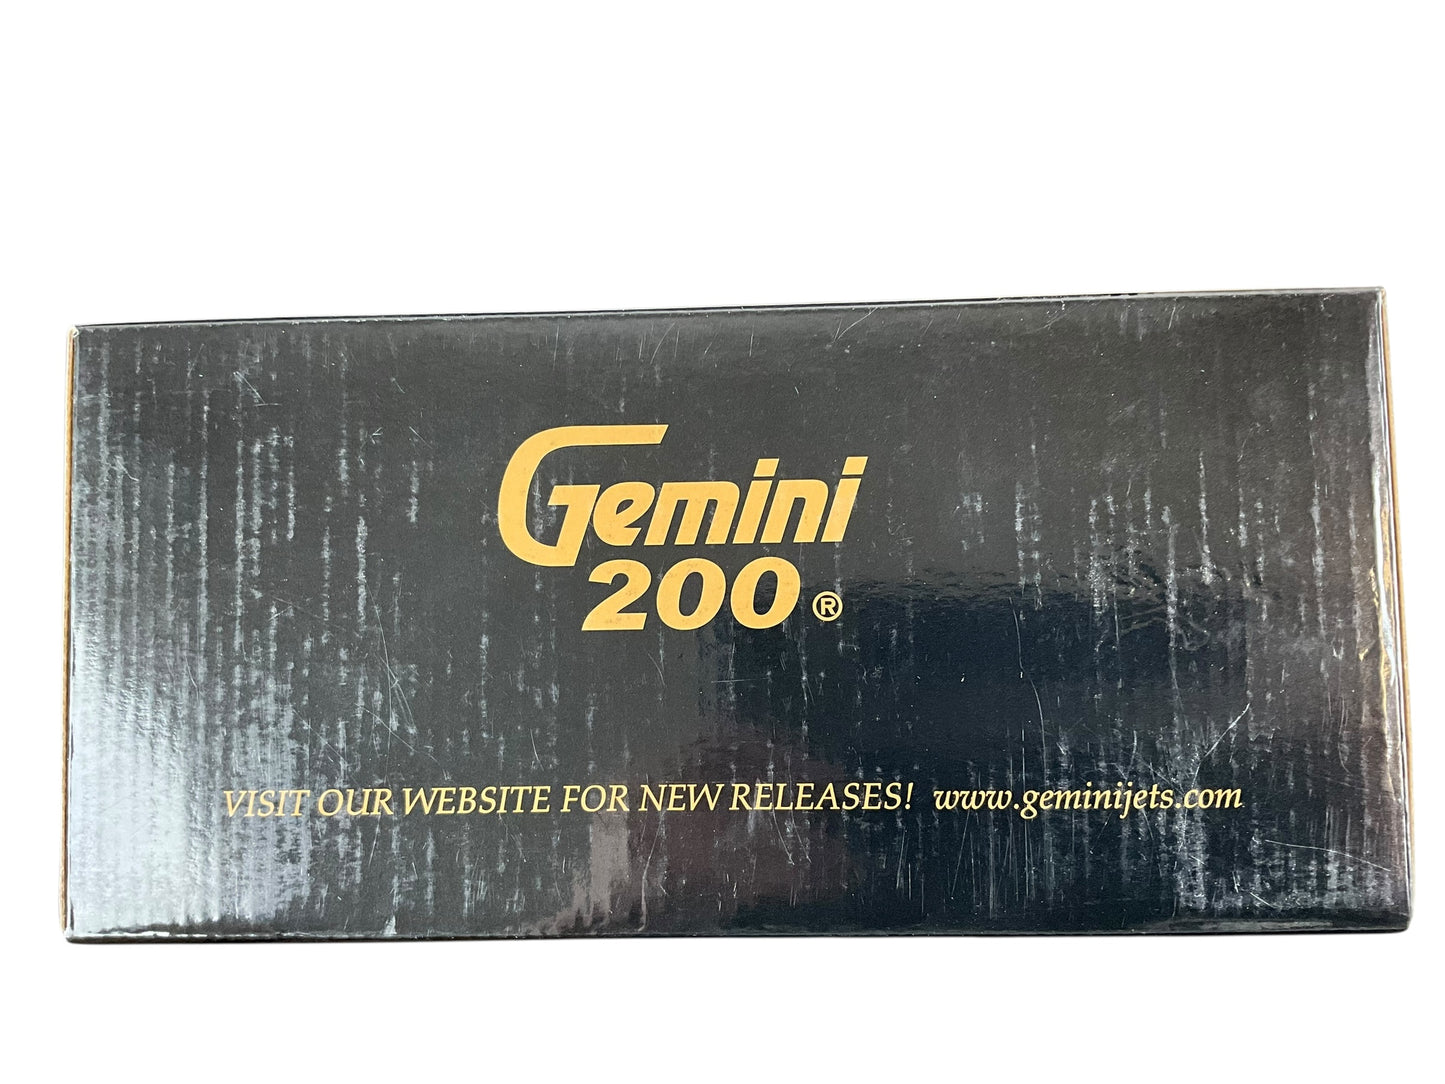 Gemini
200®
VISIT OUR WEBSITE FOR NEW RELEASES! www.geminijets.com